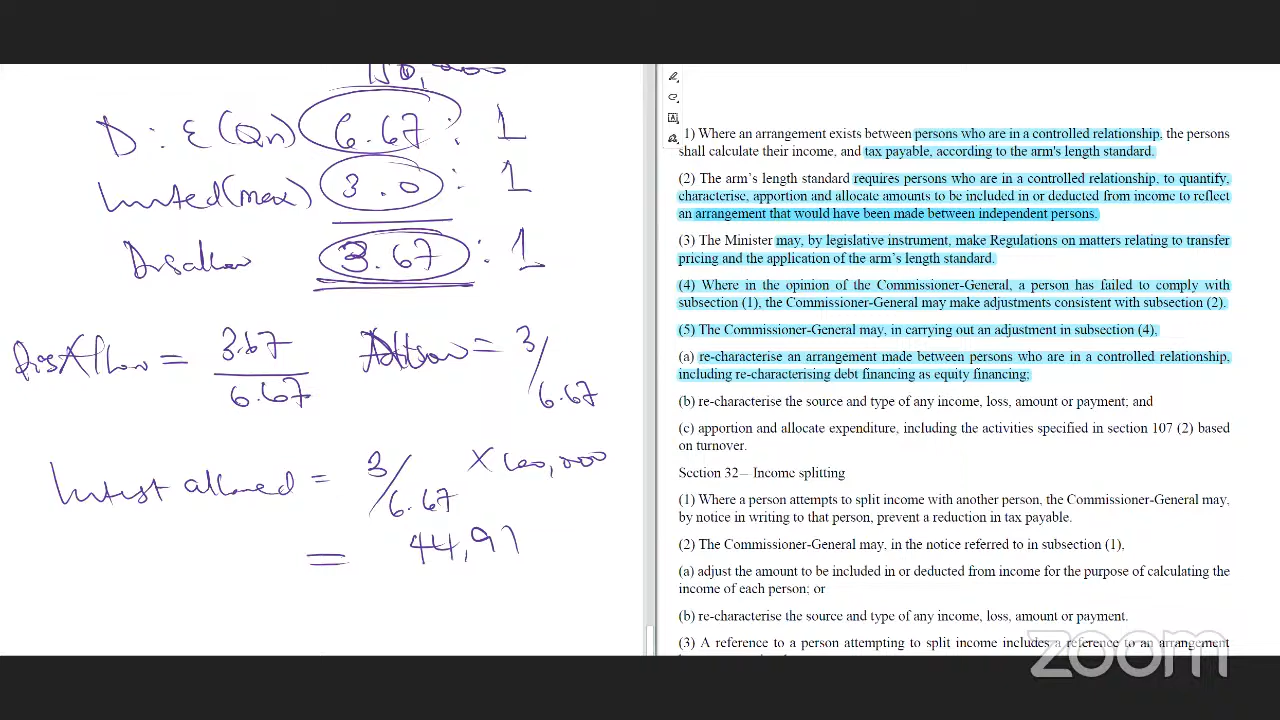 150,000
D : E (Qn) 6.67 : 1
limited (max) 3.0 : 1
Disallow 3.67 : 1
Disallow = 3.67 / 6.67 Allow = 3 / 6.67
Intest allowed = 3 / 6.67 X 100,000
= 44,97
1) Where an arrangement exists between persons who are in a controlled relationship, the persons
shall calculate their income, and tax payable, according to the arm's length standard.
(2) The arm's length standard requires persons who are in a controlled relationship, to quantify,
characterise, apportion and allocate amounts to be included in or deducted from income to reflect
an arrangement that would have been made between independent persons.
(3) The Minister may, by legislative instrument, make Regulations on matters relating to transfer
pricing and the application of the arm's length standard.
(4) Where in the opinion of the Commissioner-General, a person has failed to comply with
subsection (1), the Commissioner-General may make adjustments consistent with subsection (2).
(5) The Commissioner-General may, in carrying out an adjustment in subsection (4),
(a) re-characterise an arrangement made between persons who are in a controlled relationship,
including re-characterising debt financing as equity financing;
(b) re-characterise the source and type of any income, loss, amount or payment; and
(c) apportion and allocate expenditure, including the activities specified in section 107 (2) based
on turnover.
Section 32— Income splitting
(1) Where a person attempts to split income with another person, the Commissioner-General may,
by notice in writing to that person, prevent a reduction in tax payable.
(2) The Commissioner-General may, in the notice referred to in subsection (1),
(a) adjust the amount to be included in or deducted from income for the purpose of calculating the
income of each person; or
(b) re-characterise the source and type of any income, loss, amount or payment.
(3) A reference to a person attempting to split income includes a reference to an arrangement
zoom